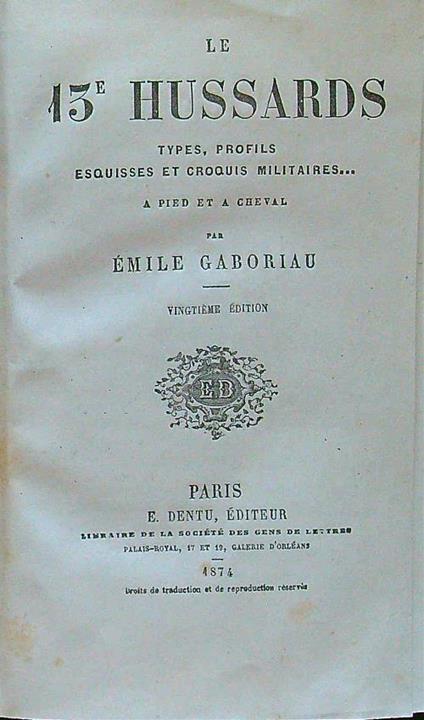 LE
13E HUSSARDS
TYPES, PROFILS
ESQUISSES ET CROQUIS MILITAIRES...
A PIED ET A CHEVAL
PAR
ÉMILE GABORIAU
VINGTIÈME ÉDITION
ED
PARIS
E. DENTU, ÉDITEUR
LIBRAIRE DE LA SOCIÉTÉ DES GENS DE LETTRES
PALAIS-ROYAL, 17 ET 19, GALERIE D'ORLÉANS
1874
Droits de traduction et de reproduction réservés